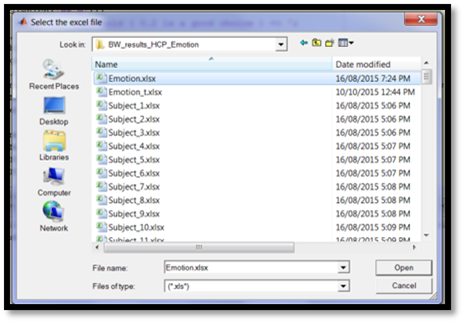 Select the excel file
Look in: BW_results_HCP_Emotion
Name Date modified
Emotion.xlsx 16/08/2015 7:24 PM
Emotion_t.xlsx 10/10/2015 12:44 PM
Subject_1.xlsx 16/08/2015 5:06 PM
Subject_2.xlsx 16/08/2015 5:06 PM
Subject_3.xlsx 16/08/2015 5:06 PM
Subject_4.xlsx 16/08/2015 5:07 PM
Subject_5.xlsx 16/08/2015 5:07 PM
Subject_6.xlsx 16/08/2015 5:07 PM
Subject_7.xlsx 16/08/2015 5:08 PM
Subject_8.xlsx 16/08/2015 5:08 PM
Subject_9.xlsx 16/08/2015 5:08 PM
Subject_10.xlsx 16/08/2015 5:09 PM
Subject_11.xlsx 16/08/2015 5:09 PM
Recent Places
Desktop
Libraries
Computer
Network
File name: Emotion.xlsx Open
Files of type: (*.xls*) Cancel